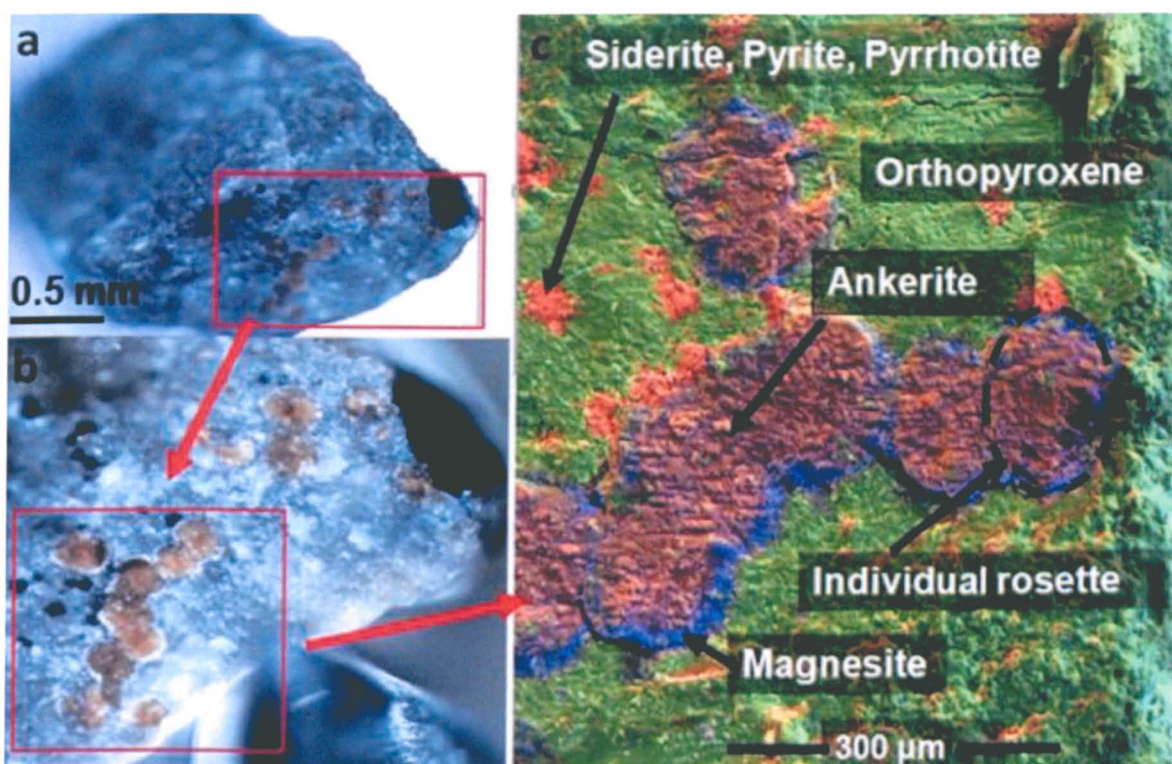 a
0.5 mm
b
c
Siderite, Pyrite, Pyrrhotite
Orthopyroxene
Ankerite
Individual rosette
Magnesite
300 μm